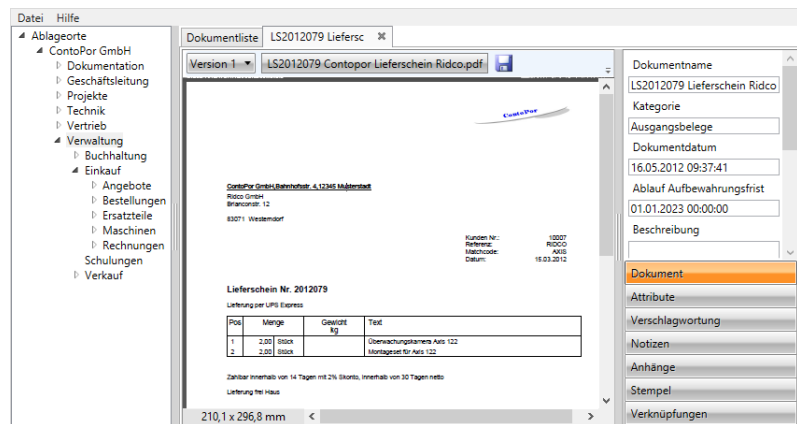 Datei Hilfe
Ablageorte
ContoPor GmbH
Dokumentation
Geschäftsleitung
Projekte
Technik
Vertrieb
Verwaltung
Buchhaltung
Einkauf
Angebote
Bestellungen
Ersatzteile
Maschinen
Rechnungen
Schulungen
Verkauf
Dokumentliste LS2012079 Liefersc
Version 1 LS2012079 Contopor Lieferschein Ridco.pdf
ContoPor
ContoPor GmbH,Bahnhofstr. 4,12345 Musterstadt
Ridco GmbH
Brianconstr. 12
83071 Westerndorf
Kunden Nr.: 10007
Referenz: RIDCO
Matchcode: AXIS
Datum: 15.03.2012
Lieferschein Nr. 2012079
Lieferung per UPS Express
Pos Menge Gewicht Text
kg
1 2,00 Stück Überwachungskamera Axis 122
2 2,00 Stück Montageset für Axis 122
Zahlbar innerhalb von 14 Tagen mit 2% Skonto, innerhalb von 30 Tagen netto
Lieferung frei Haus
210,1 x 296,8 mm
Dokumentname
LS2012079 Lieferschein Ridco
Kategorie
Ausgangsbelege
Dokumentdatum
16.05.2012 09:37:41
Ablauf Aufbewahrungsfrist
01.01.2023 00:00:00
Beschreibung
Dokument
Attribute
Verschlagwortung
Notizen
Anhänge
Stempel
Verknüpfungen